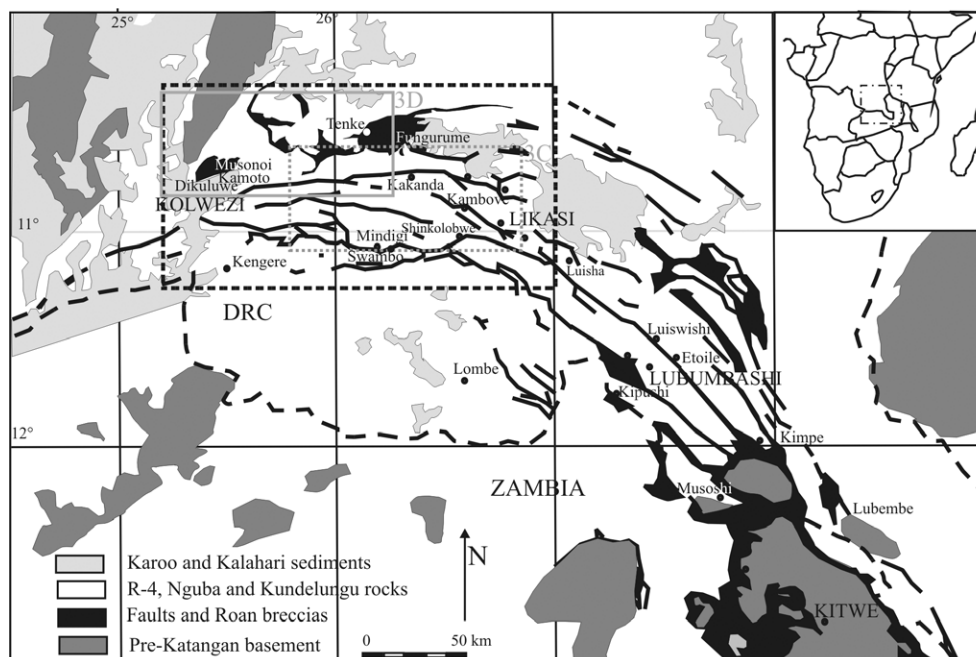 25°
26°
3D
Tenke
Fungurume
3C
Musonoi
Kamoto
Dikuluwe
Kakanda
KOLWEZI
Kambove
LIKASI
11°
Shinkolobwe
Mindigi
Swambo
Kengere
Luisha
DRC
Luiswishi
Etoile
Lombe
LUBUMBASHI
Kipushi
12°
Kimpe
ZAMBIA
Musoshi
Lubembe
N
Karoo and Kalahari sediments
R-4, Nguba and Kundelungu rocks
Faults and Roan breccias
KITWE
0 50 km
Pre-Katangan basement